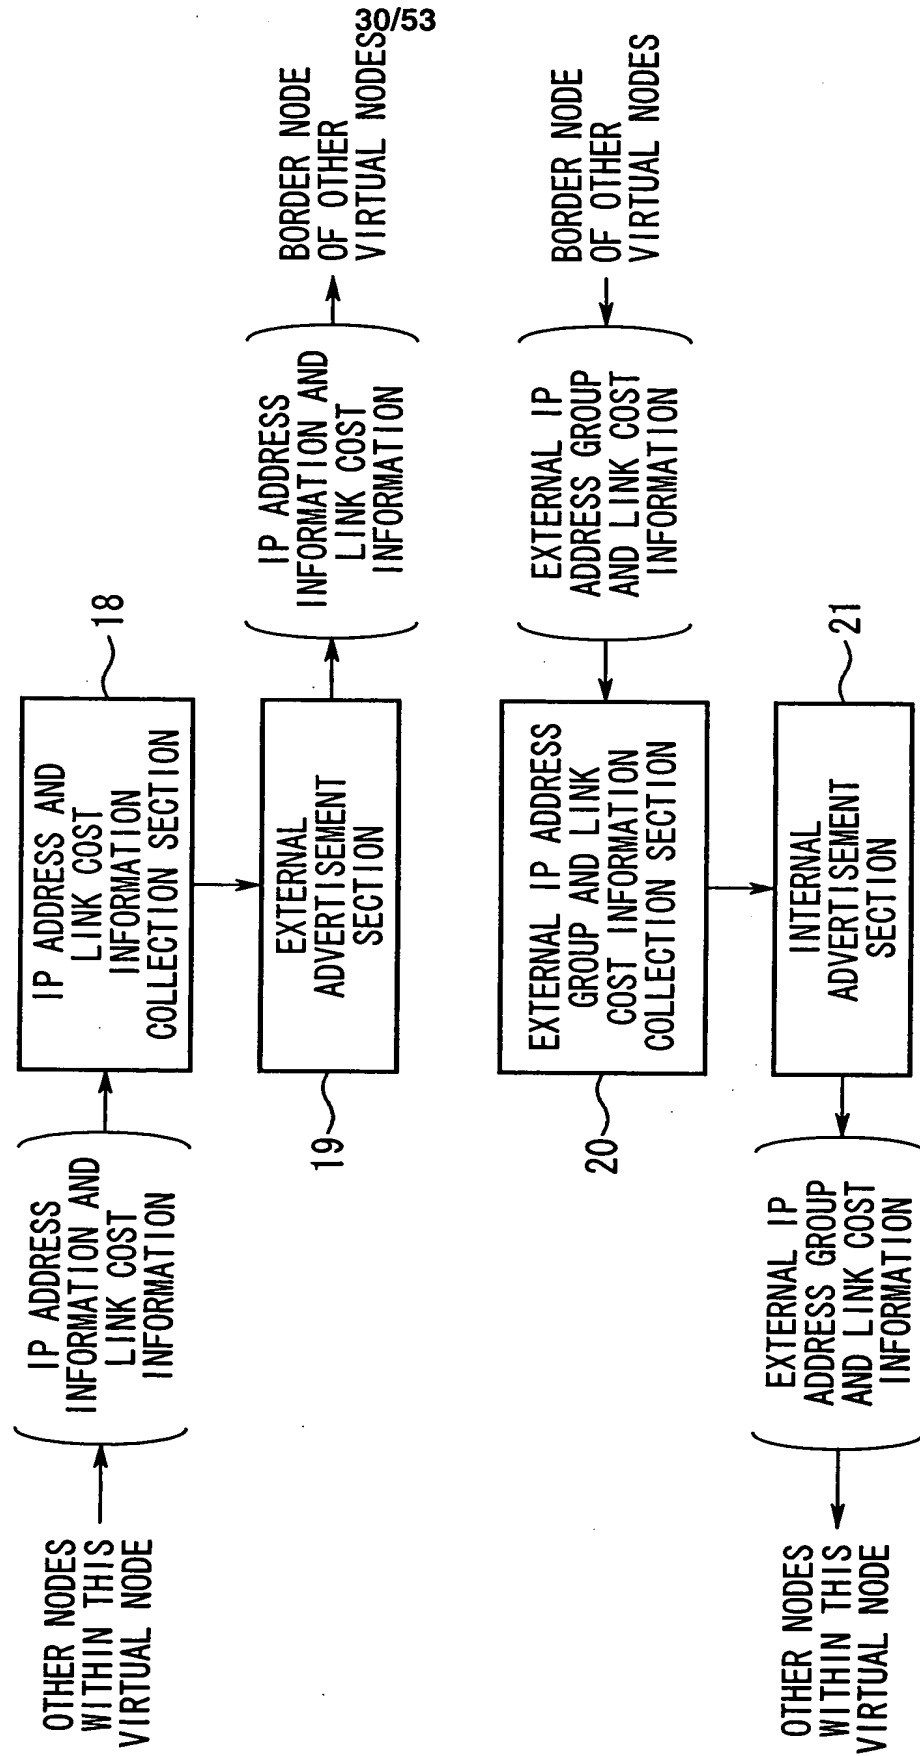 30/53
OTHER NODES
WITHIN THIS
VIRTUAL NODE
IP ADDRESS
INFORMATION AND
LINK COST
INFORMATION
IP ADDRESS AND
LINK COST
INFORMATION
COLLECTION SECTION
18
EXTERNAL
ADVERTISEMENT
SECTION
19
IP ADDRESS
INFORMATION AND
LINK COST
INFORMATION
BORDER NODE
OF OTHER
VIRTUAL NODES
BORDER NODE
OF OTHER
VIRTUAL NODES
EXTERNAL IP
ADDRESS GROUP
AND LINK COST
INFORMATION
EXTERNAL IP ADDRESS
GROUP AND LINK
COST INFORMATION
COLLECTION SECTION
20
INTERNAL
ADVERTISEMENT
SECTION
21
EXTERNAL IP
ADDRESS GROUP
AND LINK COST
INFORMATION
OTHER NODES
WITHIN THIS
VIRTUAL NODE